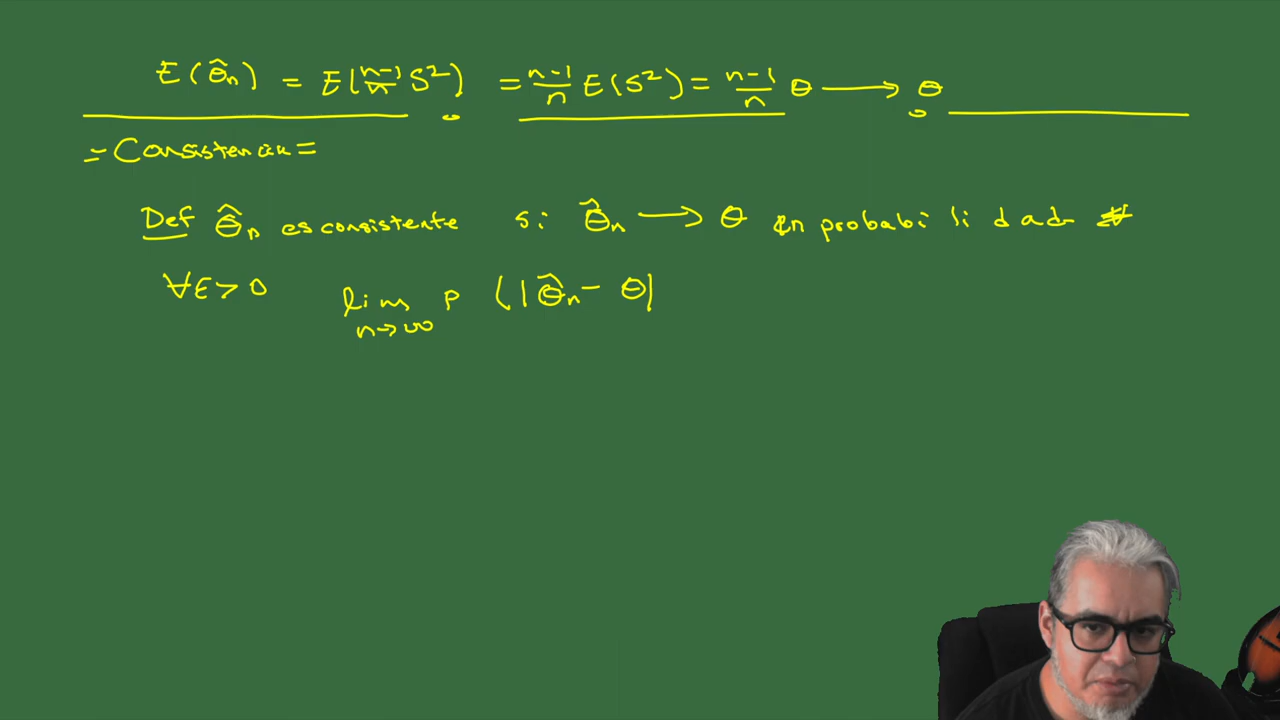 E(θ̂n) = E(n-1/n S²) = n-1/n E(S²) = n-1/n θ → θ
= Consistencia =
Def θ̂n es consistente si θ̂n → θ en probabilidad
∀ε > 0 lim n→∞ P (|θ̂n - θ|